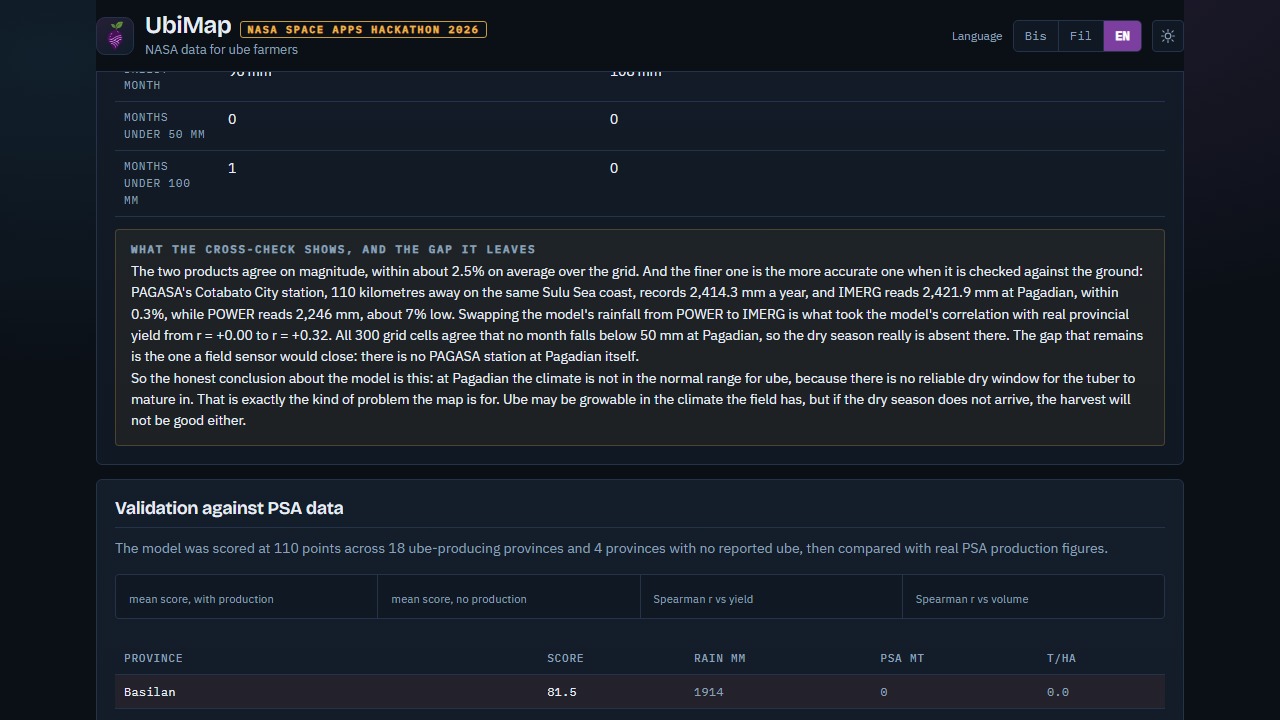 UbiMap NASA SPACE APPS HACKATHON 2026
NASA data for ube farmers
Language Bis Fil EN
MONTH
MONTHS UNDER 50 MM 0 0
MONTHS UNDER 100 MM 1 0
WHAT THE CROSS-CHECK SHOWS, AND THE GAP IT LEAVES
The two products agree on magnitude, within about 2.5% on average over the grid. And the finer one is the more accurate one when it is checked against the ground:
PAGASA's Cotabato City station, 110 kilometres away on the same Sulu Sea coast, records 2,414.3 mm a year, and IMERG reads 2,421.9 mm at Pagadian, within
0.3%, while POWER reads 2,246 mm, about 7% low. Swapping the model's rainfall from POWER to IMERG is what took the model's correlation with real provincial
yield from r = +0.00 to r = +0.32. All 300 grid cells agree that no month falls below 50 mm at Pagadian, so the dry season really is absent there. The gap that remains
is the one a field sensor would close: there is no PAGASA station at Pagadian itself.
So the honest conclusion about the model is this: at Pagadian the climate is not in the normal range for ube, because there is no reliable dry window for the tuber to
mature in. That is exactly the kind of problem the map is for. Ube may be growable in the climate the field has, but if the dry season does not arrive, the harvest will
not be good either.
Validation against PSA data
The model was scored at 110 points across 18 ube-producing provinces and 4 provinces with no reported ube, then compared with real PSA production figures.
mean score, with production mean score, no production Spearman r vs yield Spearman r vs volume
PROVINCE SCORE RAIN MM PSA MT T/HA
Basilan 81.5 1914 0 0.0